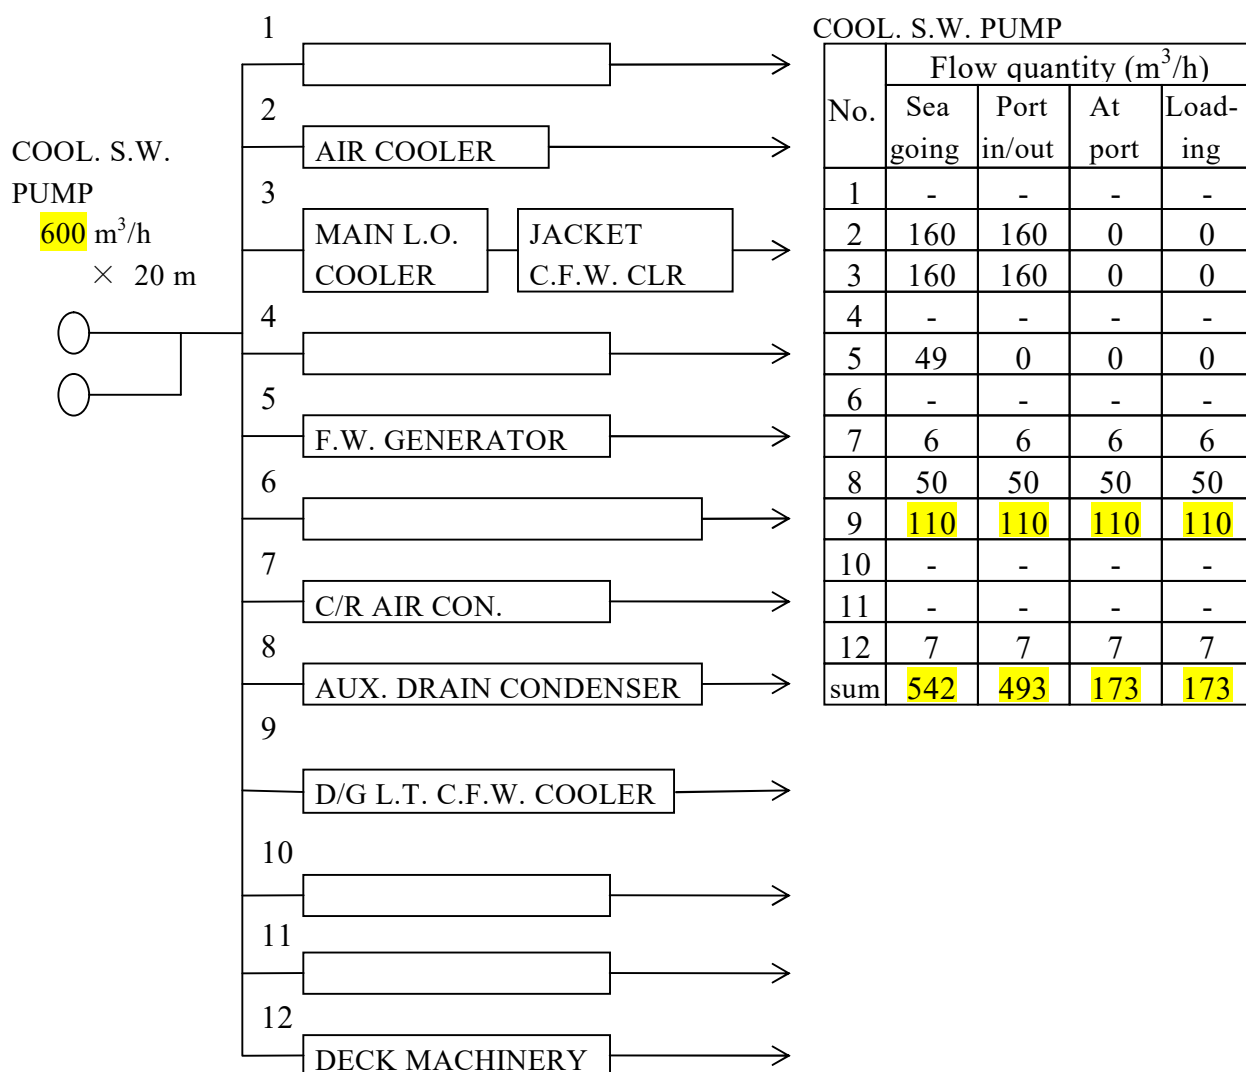 1
2
AIR COOLER
COOL. S.W.
PUMP
600 m³/h
× 20 m
3
MAIN L.O.
COOLER
JACKET
C.F.W. CLR
4
5
F.W. GENERATOR
6
7
C/R AIR CON.
8
AUX. DRAIN CONDENSER
9
D/G L.T. C.F.W. COOLER
10
11
12
DECK MACHINERY
COOL. S.W. PUMP
No. Flow quantity (m³/h)
Sea going Port in/out At port Load-ing
1 - - - -
2 160 160 0 0
3 160 160 0 0
4 - - - -
5 49 0 0 0
6 - - - -
7 6 6 6 6
8 50 50 50 50
9 110 110 110 110
10 - - - -
11 - - - -
12 7 7 7 7
sum 542 493 173 173